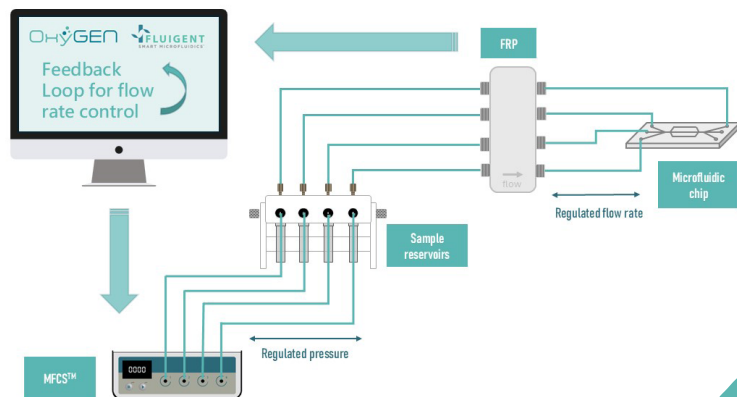 OxyGEN
FLUIGENT
SMART MICROFLUIDICS
Feedback
Loop for flow
rate control
FRP
flow
Microfluidic
chip
Regulated flow rate
Sample
reservoirs
Regulated pressure
0000
MFCS™